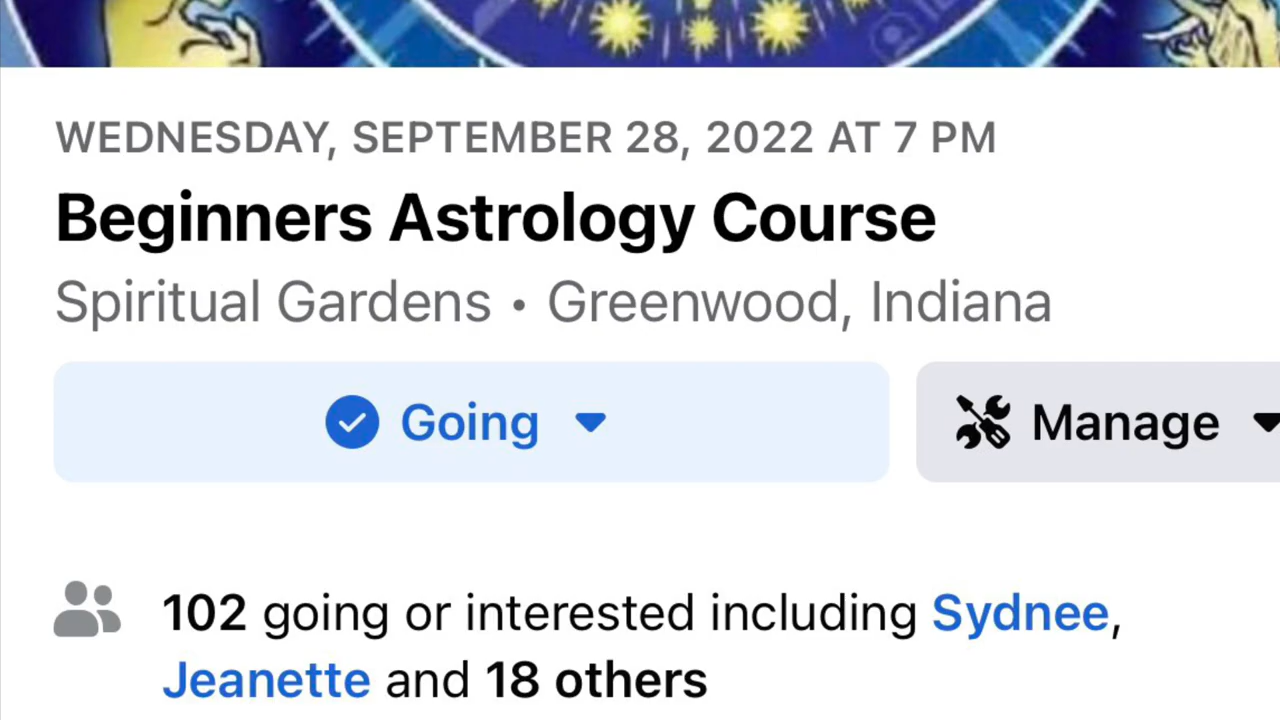 WEDNESDAY, SEPTEMBER 28, 2022 AT 7 PM
Beginners Astrology Course
Spiritual Gardens • Greenwood, Indiana
Going
Manage
102 going or interested including Sydnee,
Jeanette and 18 others